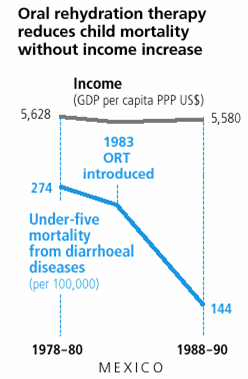 Oral rehydration therapy
reduces child mortality
without income increase
Income
(GDP per capita PPP US$)
5,628
5,580
1983
ORT
introduced
274
Under-five
mortality
from diarrhoeal
diseases
(per 100,000)
144
1978–80
1988–90
MEXICO